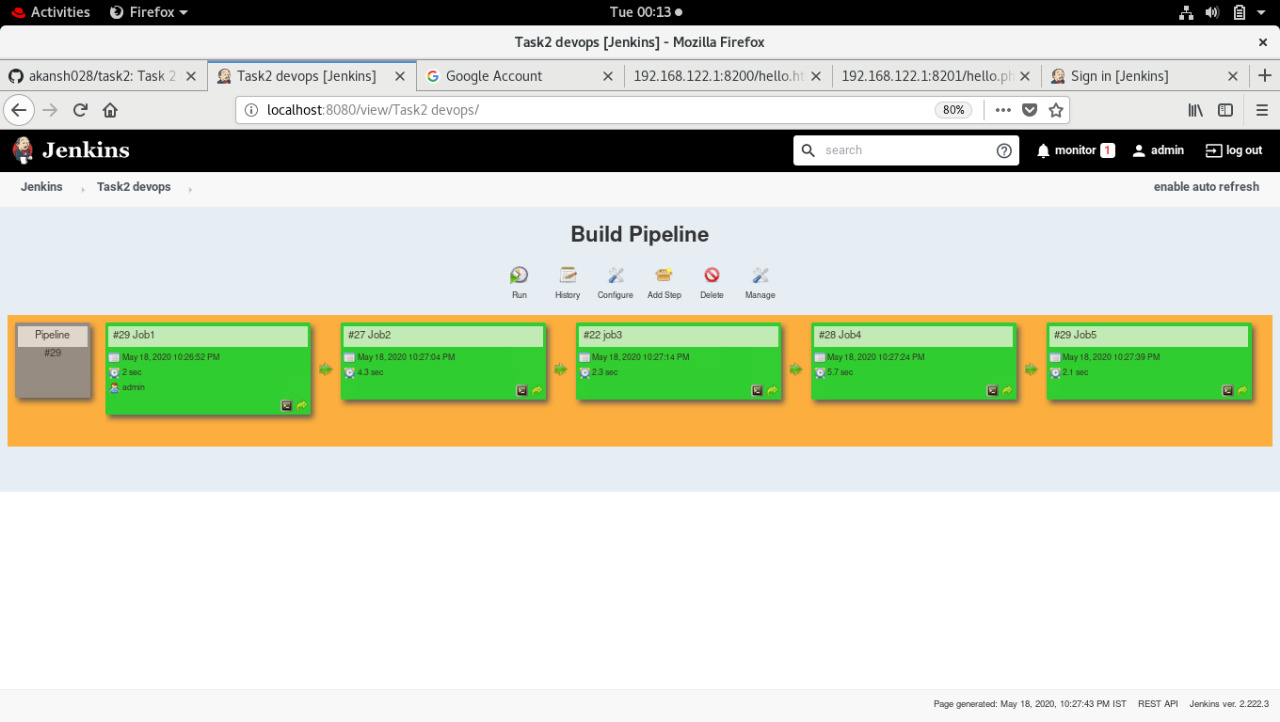 Activities Firefox Tue 00:13
Task2 devops [Jenkins] - Mozilla Firefox
akansh028/task2: Task 2 Task2 devops [Jenkins] Google Account 192.168.122.1:8200/hello.ht 192.168.122.1:8201/hello.ph Sign in [Jenkins]
localhost:8080/view/Task2 devops/ 80%
Jenkins search monitor 1 admin log out
Jenkins Task2 devops enable auto refresh
Build Pipeline
Run History Configure Add Step Delete Manage
Pipeline #29 Job1 #27 Job2 #22 job3 #28 Job4 #29 Job5
#29 May 18, 2020 10:26:52 PM May 18, 2020 10:27:04 PM May 18, 2020 10:27:14 PM May 18, 2020 10:27:24 PM May 18, 2020 10:27:39 PM
2 sec 4.3 sec 2.3 sec 5.7 sec 2.1 sec
admin
Page generated: May 18, 2020, 10:27:43 PM IST REST API Jenkins ver. 2.222.3